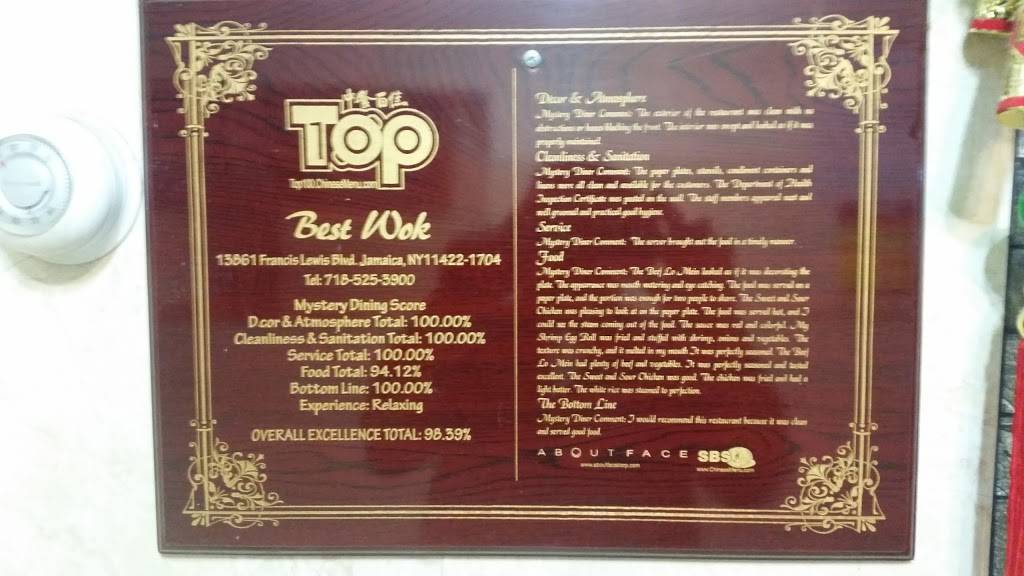 Top
Top100ChineseMenu.com
Best Wok
13861 Francis Lewis Blvd., Jamaica, NY11422-1704
Tel: 718-525-3900
Mystery Dining Score
D.cor & Atmosphere Total: 100.00%
Cleanliness & Sanitation Total: 100.00%
Service Total: 100.00%
Food Total: 94.12%
Bottom Line: 100.00%
Experience: Relaxing
OVERALL EXCELLENCE TOTAL: 98.39%
D.cor & Atmosphere
Mystery Diner Comment: The exterior of the restaurant was clean with no
obstructions or hoses blocking the front. The interior was swept and looked as if it was
properly maintained.
Cleanliness & Sanitation
Mystery Diner Comment: The paper plates, utensils, condiment containers and
were all clean and available for the customers. The Department of Health
Inspection Certificate was posted on the wall. The staff members appeared neat and
well groomed and practiced good hygiene.
Service
Mystery Diner Comment: The server brought out the food in a timely manner.
Food
Mystery Diner Comment: The Beef Lo Mein looked as if it was decorating the
plate. The appearance was mouth watering and eye catching. The food was served on a
paper plate, and the portion was enough for two people to share. The Sweet and Sour
Chicken was pleasing to look at on the paper plate. The food was served hot, and I
could see the steam coming out of the food. The sauce was red and colorful. My
Shrimp Egg Roll was fried and stuffed with shrimp, onions and vegetables. The
texture was crunchy, and it melted in my mouth. It was perfectly seasoned. The Beef
Lo Mein had plenty of beef and vegetables. It was perfectly seasoned and tasted
excellent. The Sweet and Sour Chicken was good. The chicken was fried and had a
light batter. The white rice was steamed to perfection.
The Bottom Line
Mystery Diner Comment: I would recommend this restaurant because it was clean
and served good food.
ABOUTFACE SBS
www.aboutfacecorp.com www.ChineseMenu.com